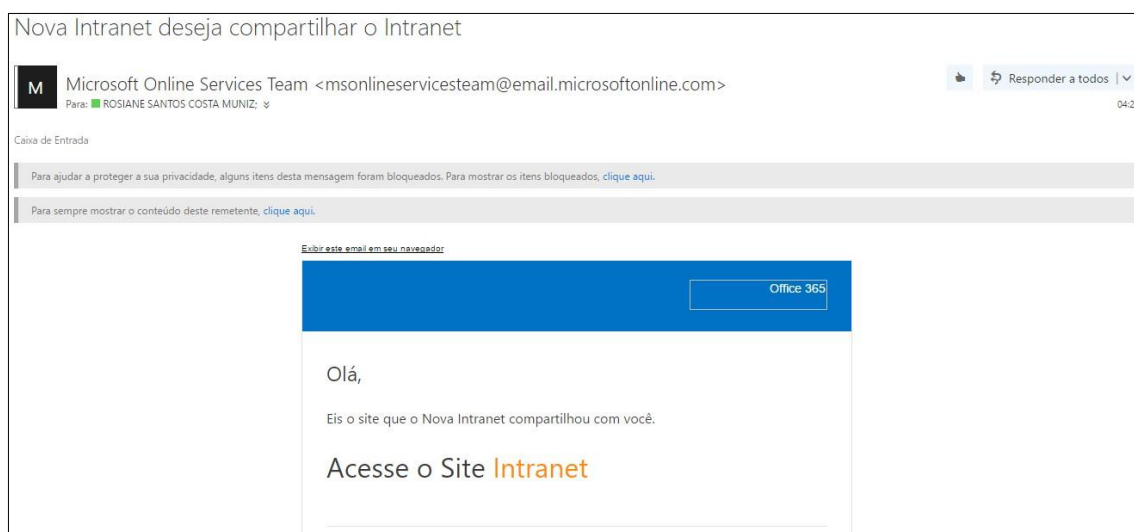 Nova Intranet deseja compartilhar o Intranet
M
Microsoft Online Services Team <msonlineservicesteam@email.microsoftonline.com>
Responder a todos
Para: ROSIANE SANTOS COSTA MUNIZ;
04:2
Caixa de Entrada
Para ajudar a proteger a sua privacidade, alguns itens desta mensagem foram bloqueados. Para mostrar os itens bloqueados, clique aqui.
Para sempre mostrar o conteúdo deste remetente, clique aqui.
Exibir este email em seu navegador
Office 365
Olá,
Eis o site que o Nova Intranet compartilhou com você.
Acesse o Site Intranet